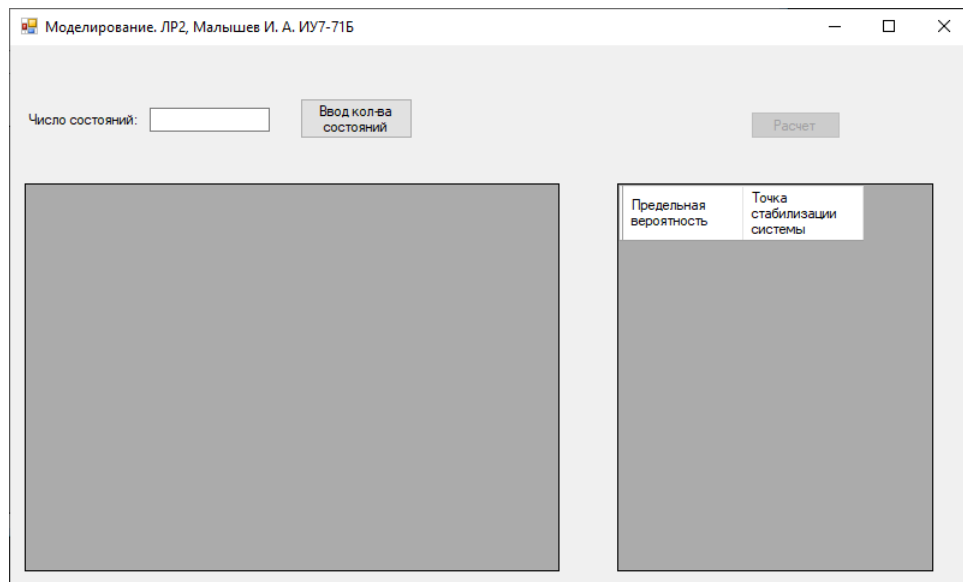 Моделирование. ЛР2, Малышев И. А. ИУ7-71Б
Число состояний:
Ввод кол-ва
состояний
Расчет
Предельная
вероятность
Точка
стабилизации
системы